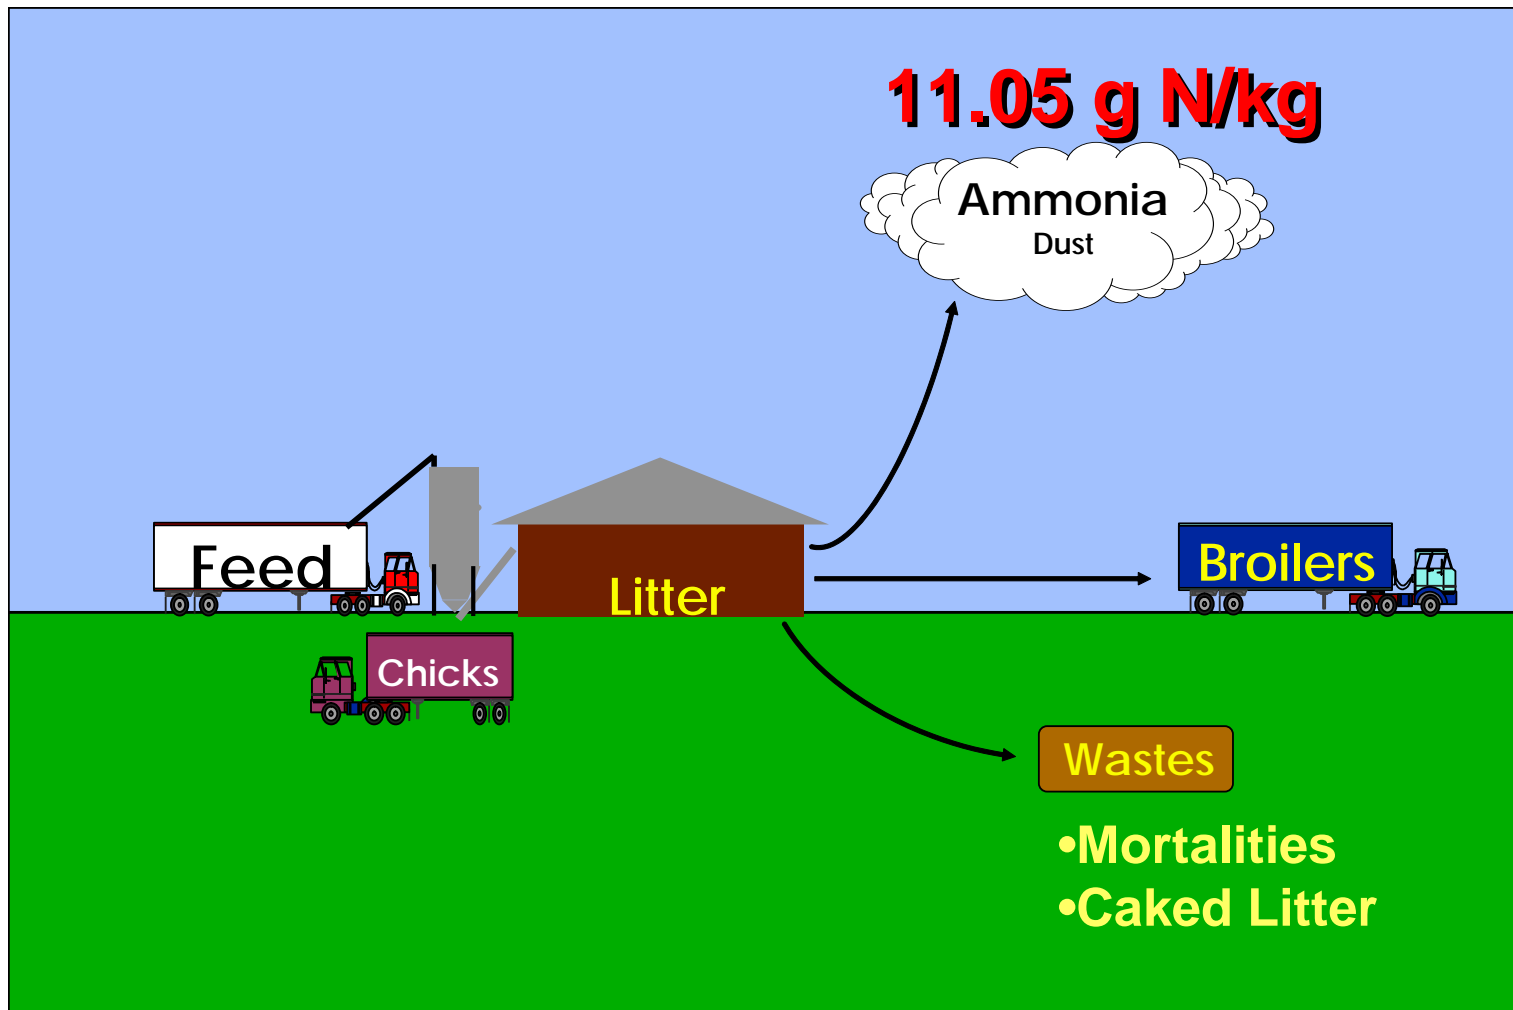 11.05 g N/kg
Ammonia
Dust
Feed
Litter
Broilers
Chicks
Wastes
•Mortalities
•Caked Litter